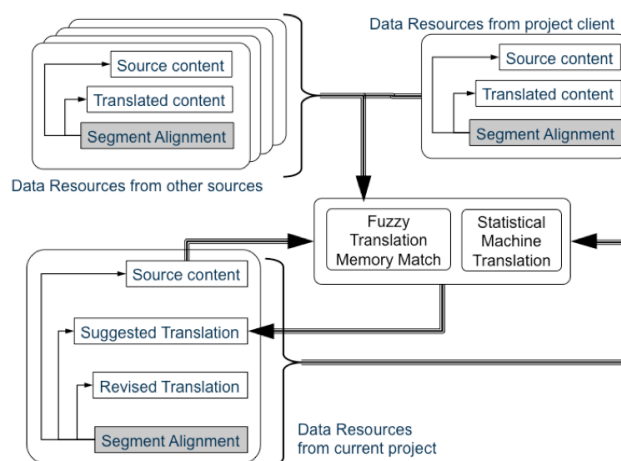 Data Resources from project client
Source content
Translated content
Segment Alignment
Data Resources from other sources
Source content
Translated content
Segment Alignment
Fuzzy
Translation
Memory Match
Statistical
Machine
Translation
Source content
Suggested Translation
Revised Translation
Segment Alignment
Data Resources
from current project